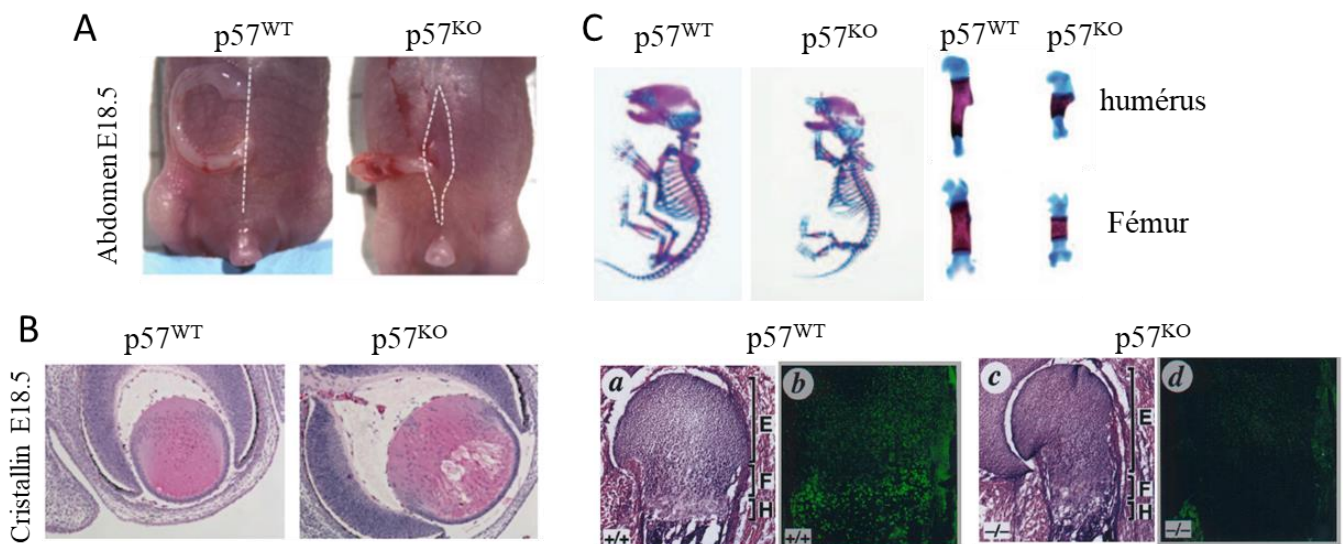 A
p57WT
p57KO
Abdomen E18.5
C
p57WT
p57KO
p57WT
p57KO
humérus
Fémur
B
p57WT
p57KO
Cristallin E18.5
p57WT
p57KO
a
E
F
H
+/+
b
+/+
c
E
F
H
-/-
d
-/-